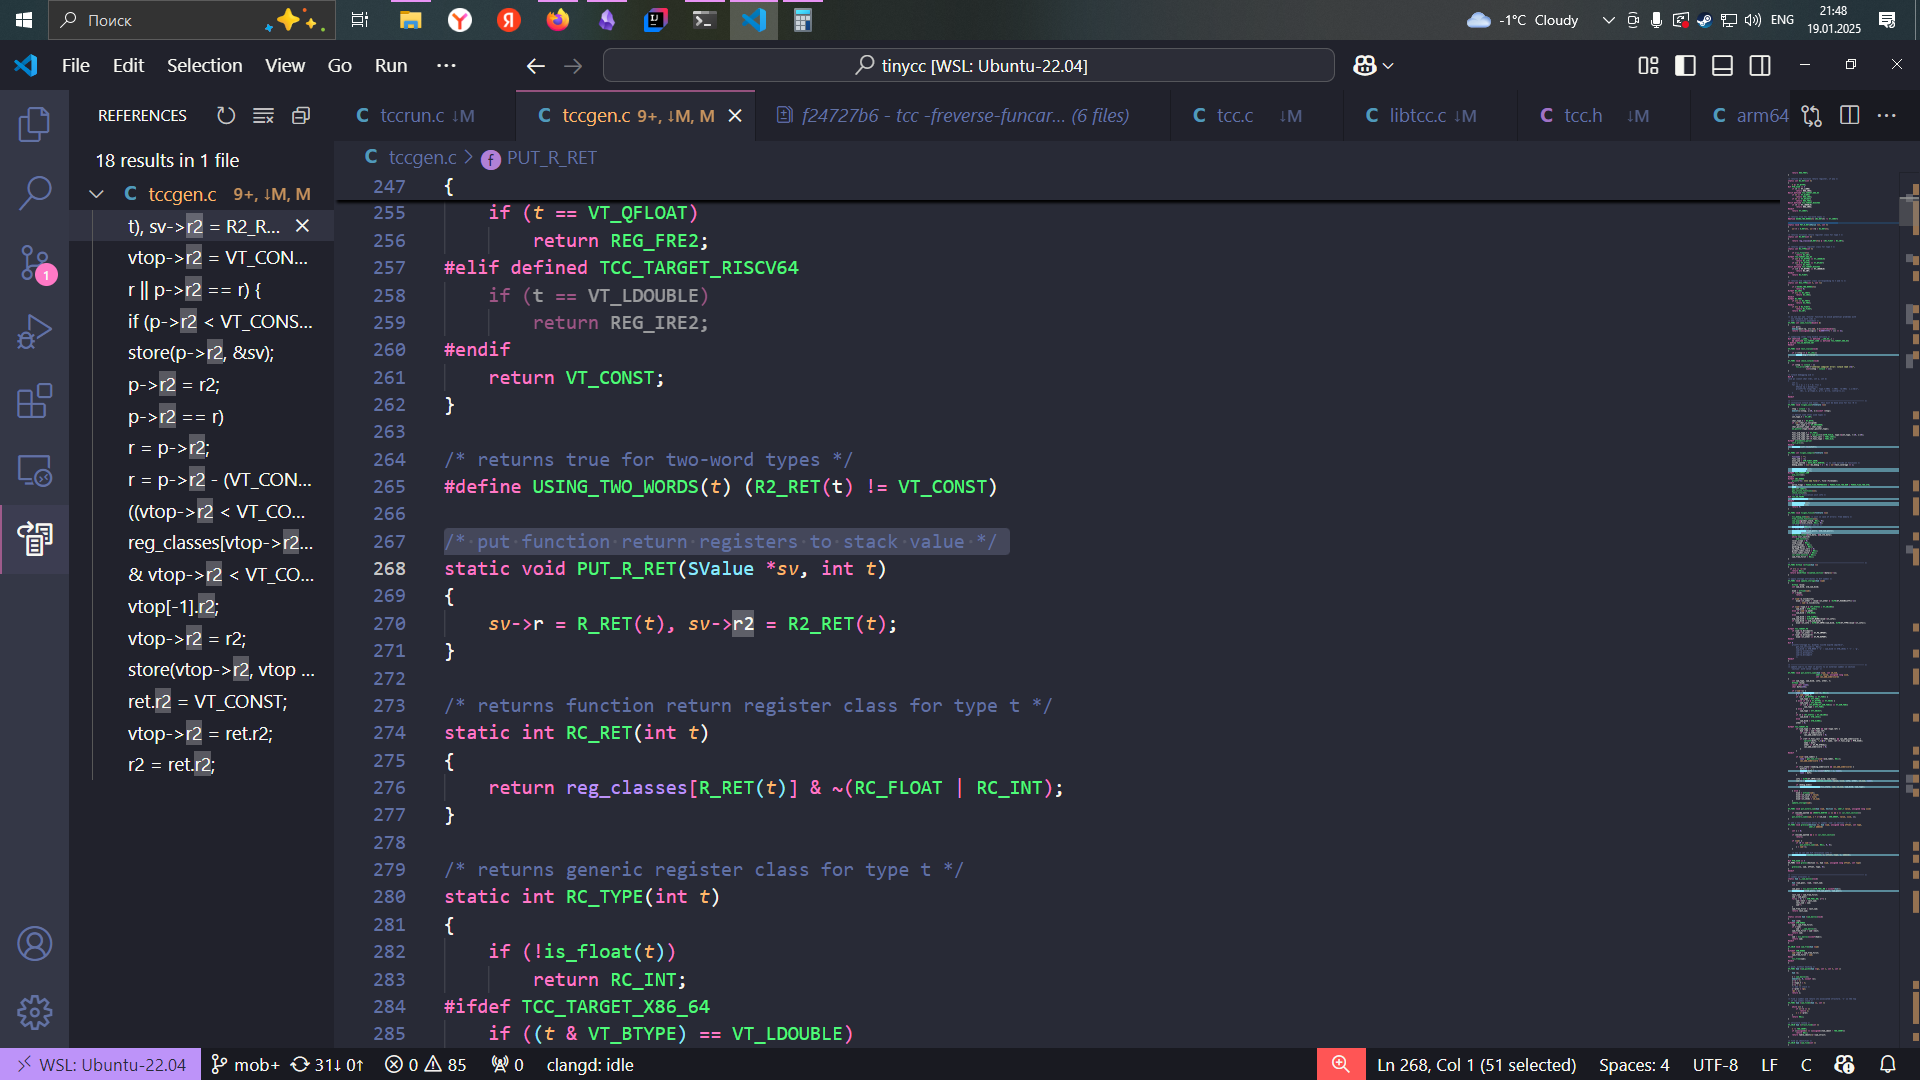 Поиск
-1°C Cloudy
ENG
21:48
19.01.2025
File Edit Selection View Go Run ···
tinycc [WSL: Ubuntu-22.04]
REFERENCES
18 results in 1 file
tccgen.c 9+, ↓M, M
t), sv->r2 = R2_R...
vtop->r2 = VT_CON...
r || p->r2 == r) {
if (p->r2 < VT_CONS...
store(p->r2, &sv);
p->r2 = r2;
p->r2 == r)
r = p->r2;
r = p->r2 - (VT_CON...
((vtop->r2 < VT_CO...
reg_classes[vtop->r2...
& vtop->r2 < VT_CO...
vtop[-1].r2;
vtop->r2 = r2;
store(vtop->r2, vtop ...
ret.r2 = VT_CONST;
vtop->r2 = ret.r2;
r2 = ret.r2;
1
C tccrun.c ↓M
C tccgen.c 9+, ↓M, M
f24727b6 - tcc -freverse-funcar... (6 files)
C tcc.c ↓M
C libtcc.c ↓M
C tcc.h ↓M
C arm64
C tccgen.c > f PUT_R_RET
247 {
255 if (t == VT_QFLOAT)
256 return REG_FRE2;
257 #elif defined TCC_TARGET_RISCV64
258 if (t == VT_LDOUBLE)
259 return REG_IRE2;
260 #endif
261 return VT_CONST;
262 }
263
264 /* returns true for two-word types */
265 #define USING_TWO_WORDS(t) (R2_RET(t) != VT_CONST)
266
267 /* put function return registers to stack value */
268 static void PUT_R_RET(SValue *sv, int t)
269 {
270 sv->r = R_RET(t), sv->r2 = R2_RET(t);
271 }
272
273 /* returns function return register class for type t */
274 static int RC_RET(int t)
275 {
276 return reg_classes[R_RET(t)] & ~(RC_FLOAT | RC_INT);
277 }
278
279 /* returns generic register class for type t */
280 static int RC_TYPE(int t)
281 {
282 if (!is_float(t))
283 return RC_INT;
284 #ifdef TCC_TARGET_X86_64
285 if ((t & VT_BTYPE) == VT_LDOUBLE)
WSL: Ubuntu-22.04 mob+ 31↓ 0↑ 0 85 0 clangd: idle
Ln 268, Col 1 (51 selected) Spaces: 4 UTF-8 LF C